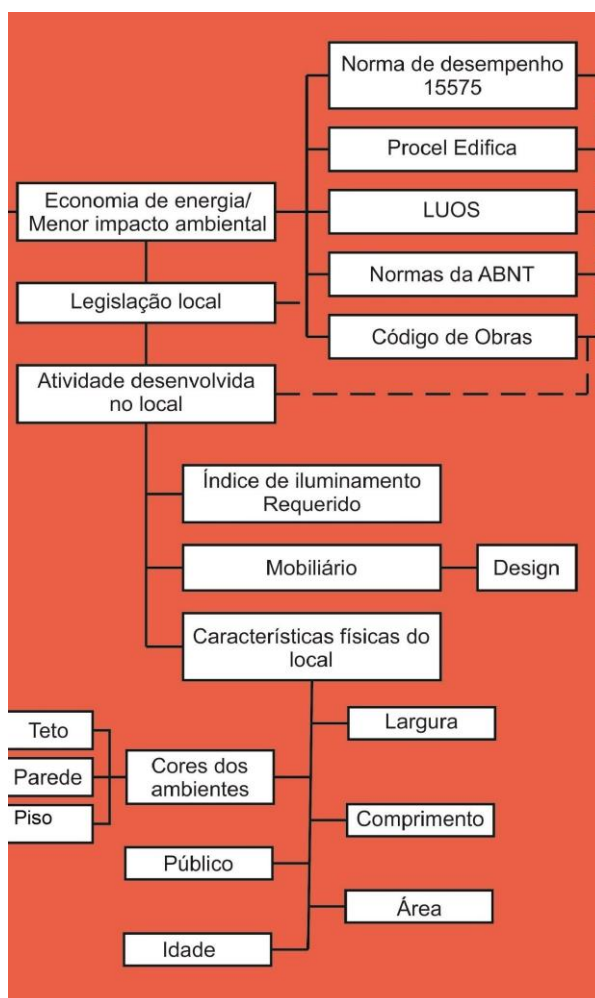 Norma de desempenho
15575
Procel Edifica
Economia de energia/
Menor impacto ambiental
LUOS
Normas da ABNT
Legislação local
Código de Obras
Atividade desenvolvida
no local
Índice de iluminamento
Requerido
Mobiliário
Design
Características físicas do
local
Largura
Teto
Parede
Piso
Cores dos
ambientes
Comprimento
Público
Área
Idade